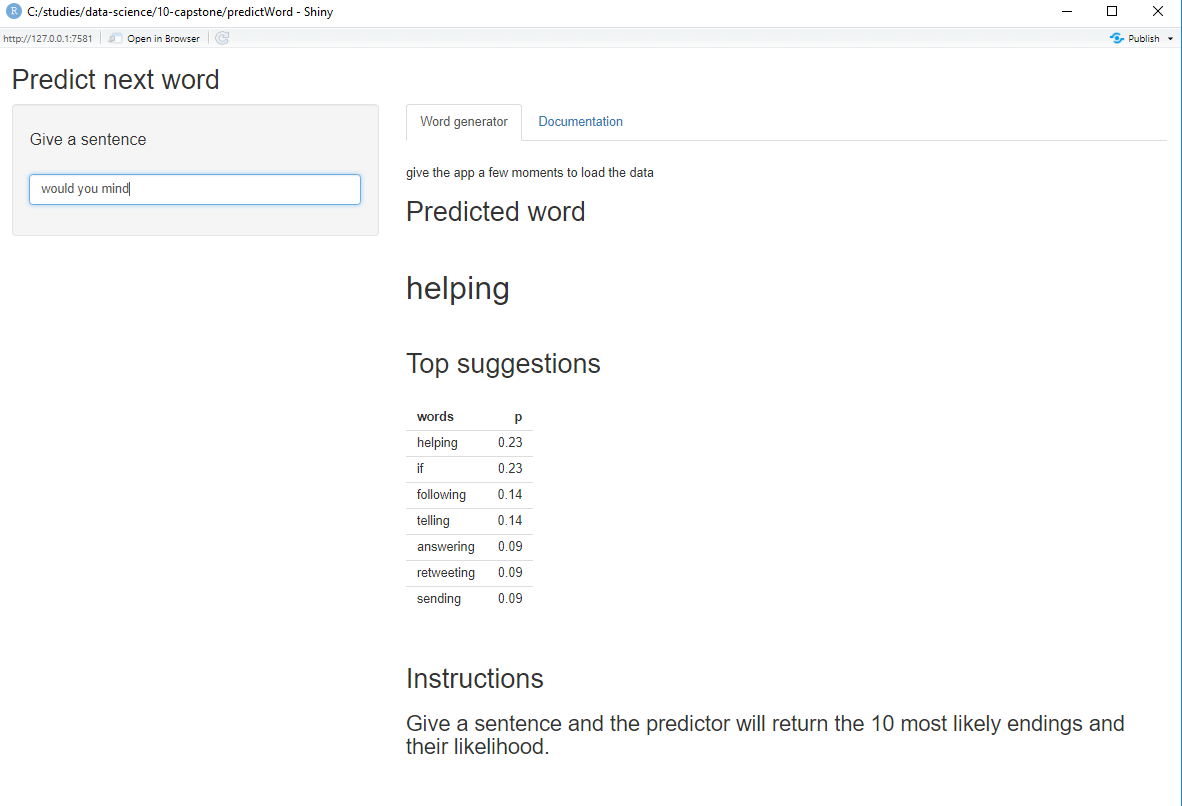 R C:/studies/data-science/10-capstone/predictWord - Shiny
http://127.0.0.1:7581 Open in Browser Publish
Predict next word
Give a sentence
would you mind
Word generator Documentation
give the app a few moments to load the data
Predicted word
helping
Top suggestions
words p
helping 0.23
if 0.23
following 0.14
telling 0.14
answering 0.09
retweeting 0.09
sending 0.09
Instructions
Give a sentence and the predictor will return the 10 most likely endings and
their likelihood.